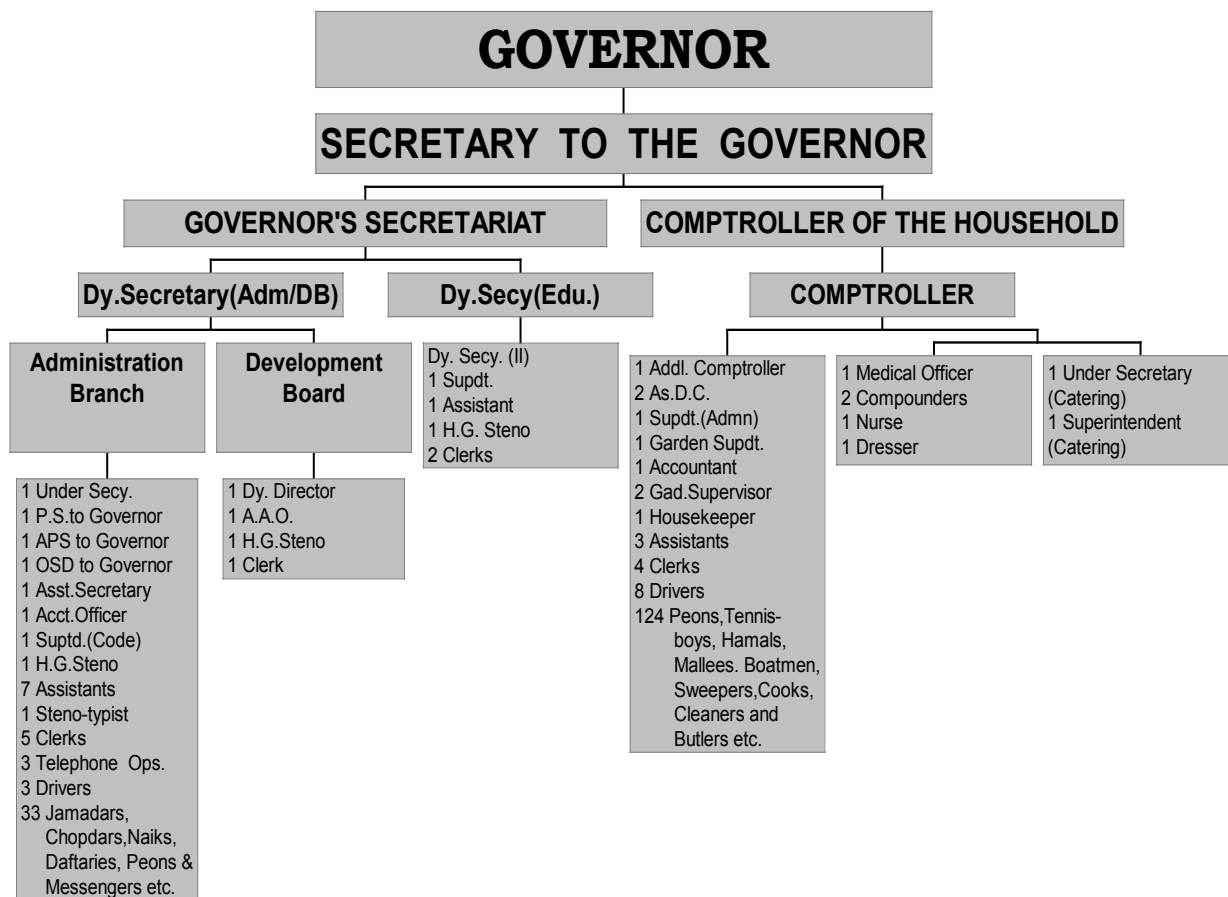 GOVERNOR
SECRETARY TO THE GOVERNOR
GOVERNOR'S SECRETARIAT
COMPTROLLER OF THE HOUSEHOLD
Dy.Secretary(Adm/DB)
Dy.Secy(Edu.)
COMPTROLLER
Administration
Branch
Development
Board
Dy. Secy. (II)
1 Supdt.
1 Assistant
1 H.G. Steno
2 Clerks
1 Addl. Comptroller
2 As.D.C.
1 Supdt.(Admn)
1 Garden Supdt.
1 Accountant
2 Gad.Supervisor
1 Housekeeper
3 Assistants
4 Clerks
8 Drivers
124 Peons,Tennis-
boys, Hamals,
Mallees. Boatmen,
Sweepers,Cooks,
Cleaners and
Butlers etc.
1 Medical Officer
2 Compounders
1 Nurse
1 Dresser
1 Under Secretary
(Catering)
1 Superintendent
(Catering)
1 Under Secy.
1 P.S.to Governor
1 APS to Governor
1 OSD to Governor
1 Asst.Secretary
1 Acct.Officer
1 Suptd.(Code)
1 H.G.Steno
7 Assistants
1 Steno-typist
5 Clerks
3 Telephone Ops.
3 Drivers
33 Jamadars,
Chopdars,Naiks,
Daftaries, Peons &
Messengers etc.
1 Dy. Director
1 A.A.O.
1 H.G.Steno
1 Clerk